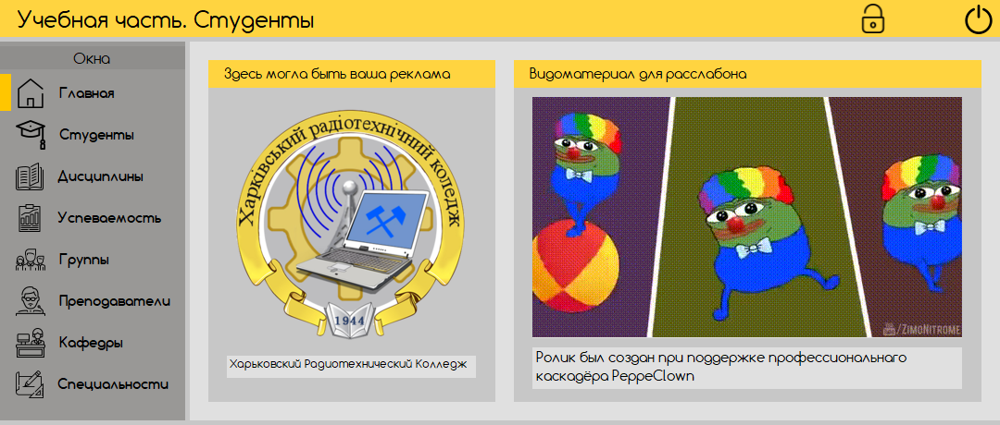 Учебная часть. Студенты
Окна
Главная
Студенты
Дисциплины
Успеваемость
Группы
Преподаватели
Кафедры
Специальности
Здесь могла быть ваша реклама
Харківський радіотехнічний коледж
1944
Харьковский Радиотехнический Колледж
Видоматериал для расслабона
/ZimoNitrome
Ролик был создан при поддержке профессионального
каскадёра PeppeClown